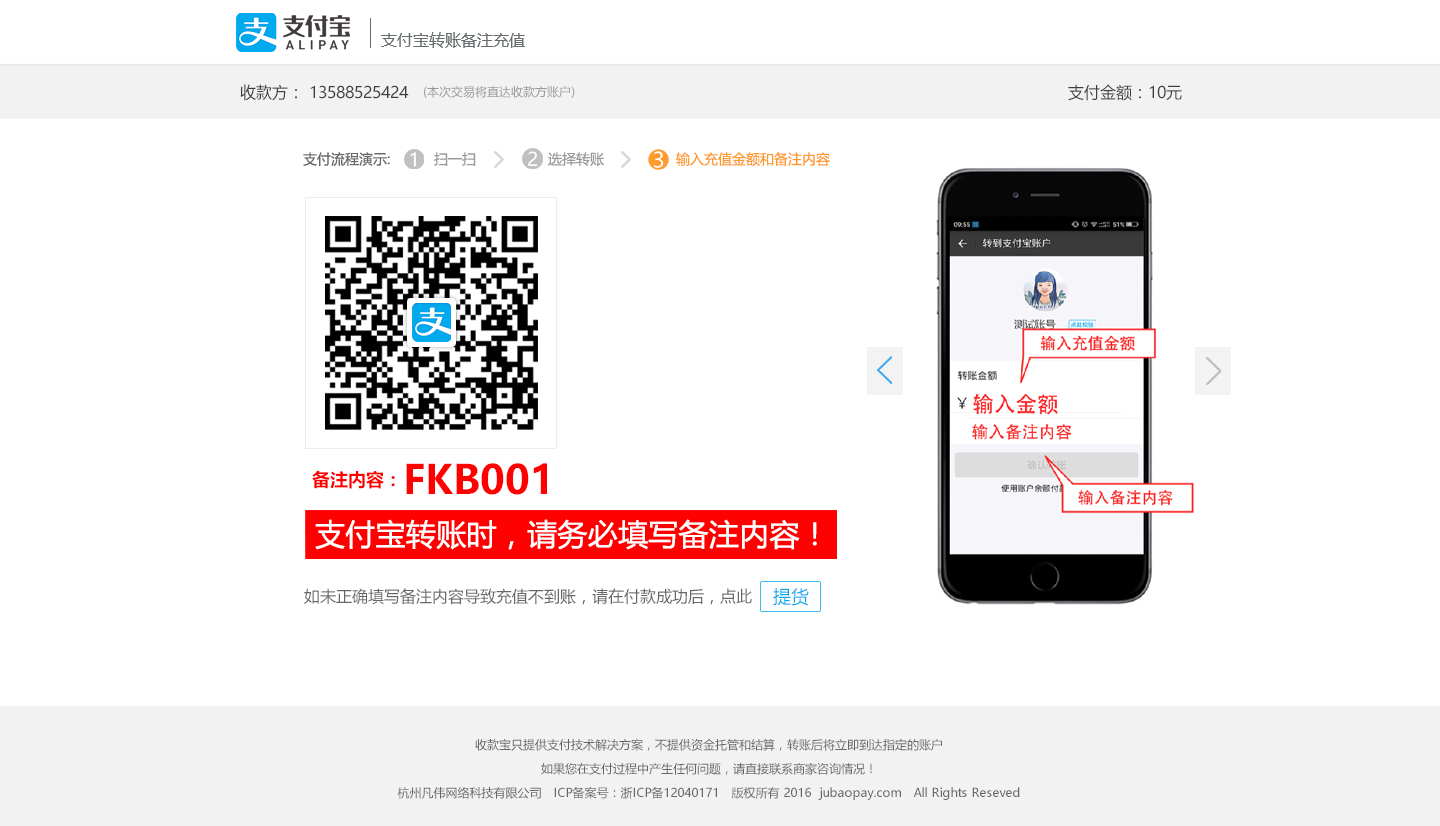 支付宝
ALIPAY
支付宝转账备注充值
收款方： 13588525424 (本次交易将直达收款方账户)
支付金额：10元
支付流程演示: 1 扫一扫 2 选择转账 3 输入充值金额和备注内容
支
备注内容：FKB001
支付宝转账时，请务必填写备注内容！
如未正确填写备注内容导致充值不到账，请在付款成功后，点此 提货
09:55 51%
转到支付宝账户
测试账号 点此校验
输入充值金额
转账金额
¥ 输入金额
输入备注内容
使用账户余额付款
输入备注内容
收款宝只提供支付技术解决方案，不提供资金托管和结算，转账后将立即到达指定的账户
如果您在支付过程中产生任何问题，请直接联系商家咨询情况！
杭州凡伟网络科技有限公司 ICP备案号：浙ICP备12040171 版权所有 2016 jubaopay.com All Rights Reseved